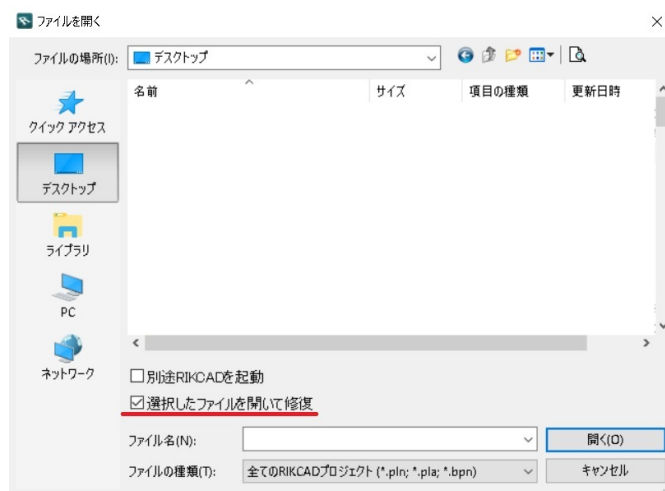 ファイルを開く
ファイルの場所(I): デスクトップ
名前 サイズ 項目の種類 更新日時
クイック アクセス
デスクトップ
ライブラリ
PC
ネットワーク
別途RIKCADを起動
選択したファイルを開いて修復
ファイル名(N): 開く(O)
ファイルの種類(T): 全てのRIKCADプロジェクト (*.pln; *.pla; *.bpn) キャンセル